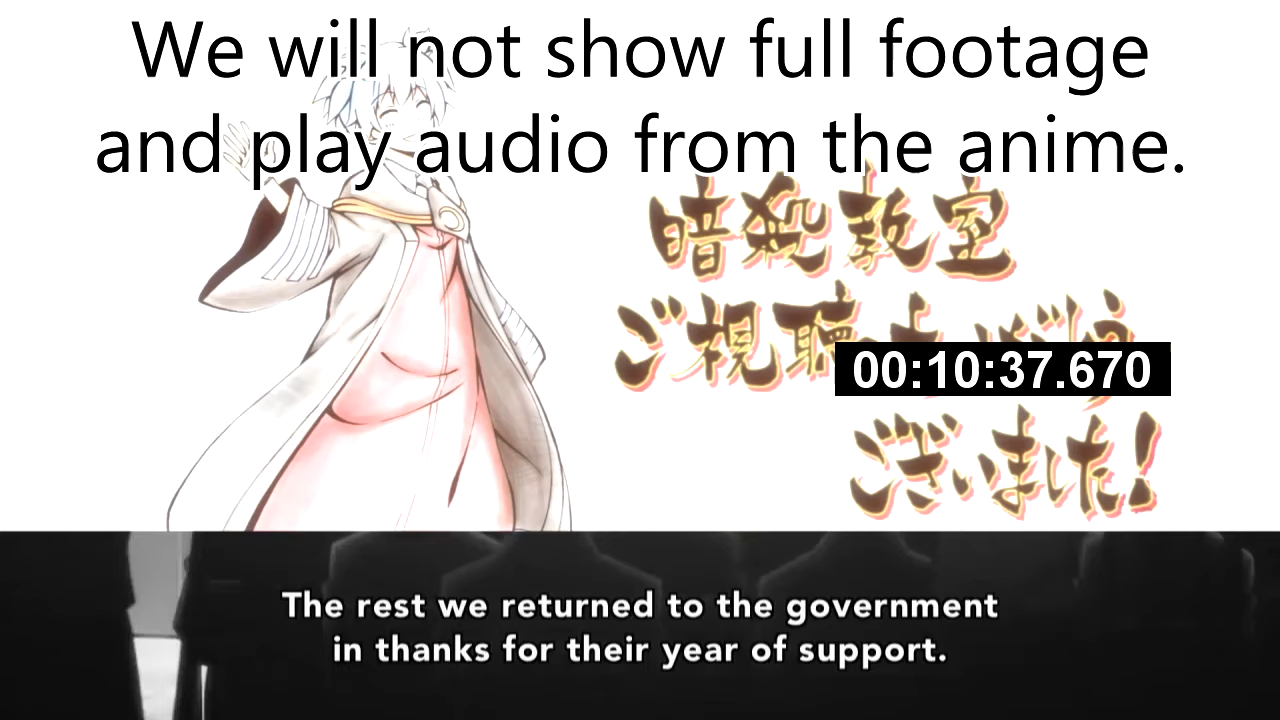 We will not show full footage
and play audio from the anime.
暗殺教室
ご視聴
00:10:37.670
ございました!
The rest we returned to the government
in thanks for their year of support.